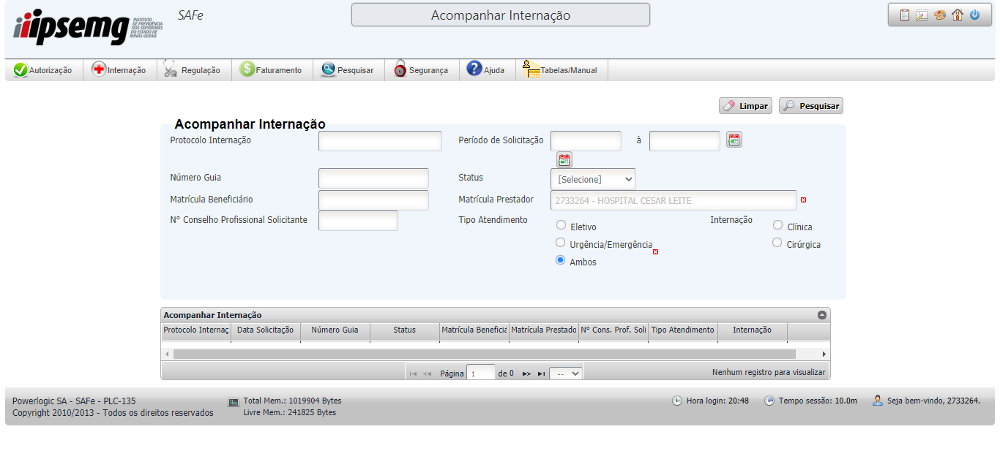 ipsemg
INSTITUTO
DE PREVIDÊNCIA
DOS SERVIDORES
DO ESTADO DE
MINAS GERAIS
SAFe
Acompanhar Internação
Autorização Internação Regulação Faturamento Pesquisar Segurança Ajuda Tabelas/Manual
Limpar Pesquisar
Acompanhar Internação
Protocolo Internação Período de Solicitação à
Número Guia Status [Selecione]
Matrícula Beneficiário Matrícula Prestador 2733264 - HOSPITAL CESAR LEITE
N° Conselho Profissional Solicitante Tipo Atendimento Eletivo Internação Clínica
Urgência/Emergência Cirúrgica
Ambos
Acompanhar Internação
Protocolo Internaç Data Solicitação Número Guia Status Matrícula Beneficiá Matrícula Prestado N° Cons. Prof. Soli Tipo Atendimento Internação
Página 1 de 0 -- Nenhum registro para visualizar
Powerlogic SA - SAFe - PLC-135 Total Mem.: 1019904 Bytes Hora login: 20:48 Tempo sessão: 10.0m Seja bem-vindo, 2733264.
Copyright 2010/2013 - Todos os direitos reservados Livre Mem.: 241825 Bytes